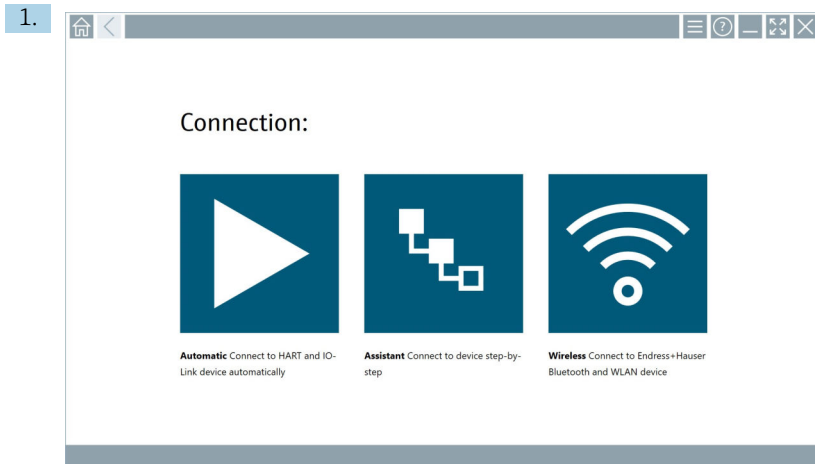 1.
Connection:
Automatic Connect to HART and IO-
Link device automatically
Assistant Connect to device step-by-
step
Wireless Connect to Endress+Hauser
Bluetooth and WLAN device